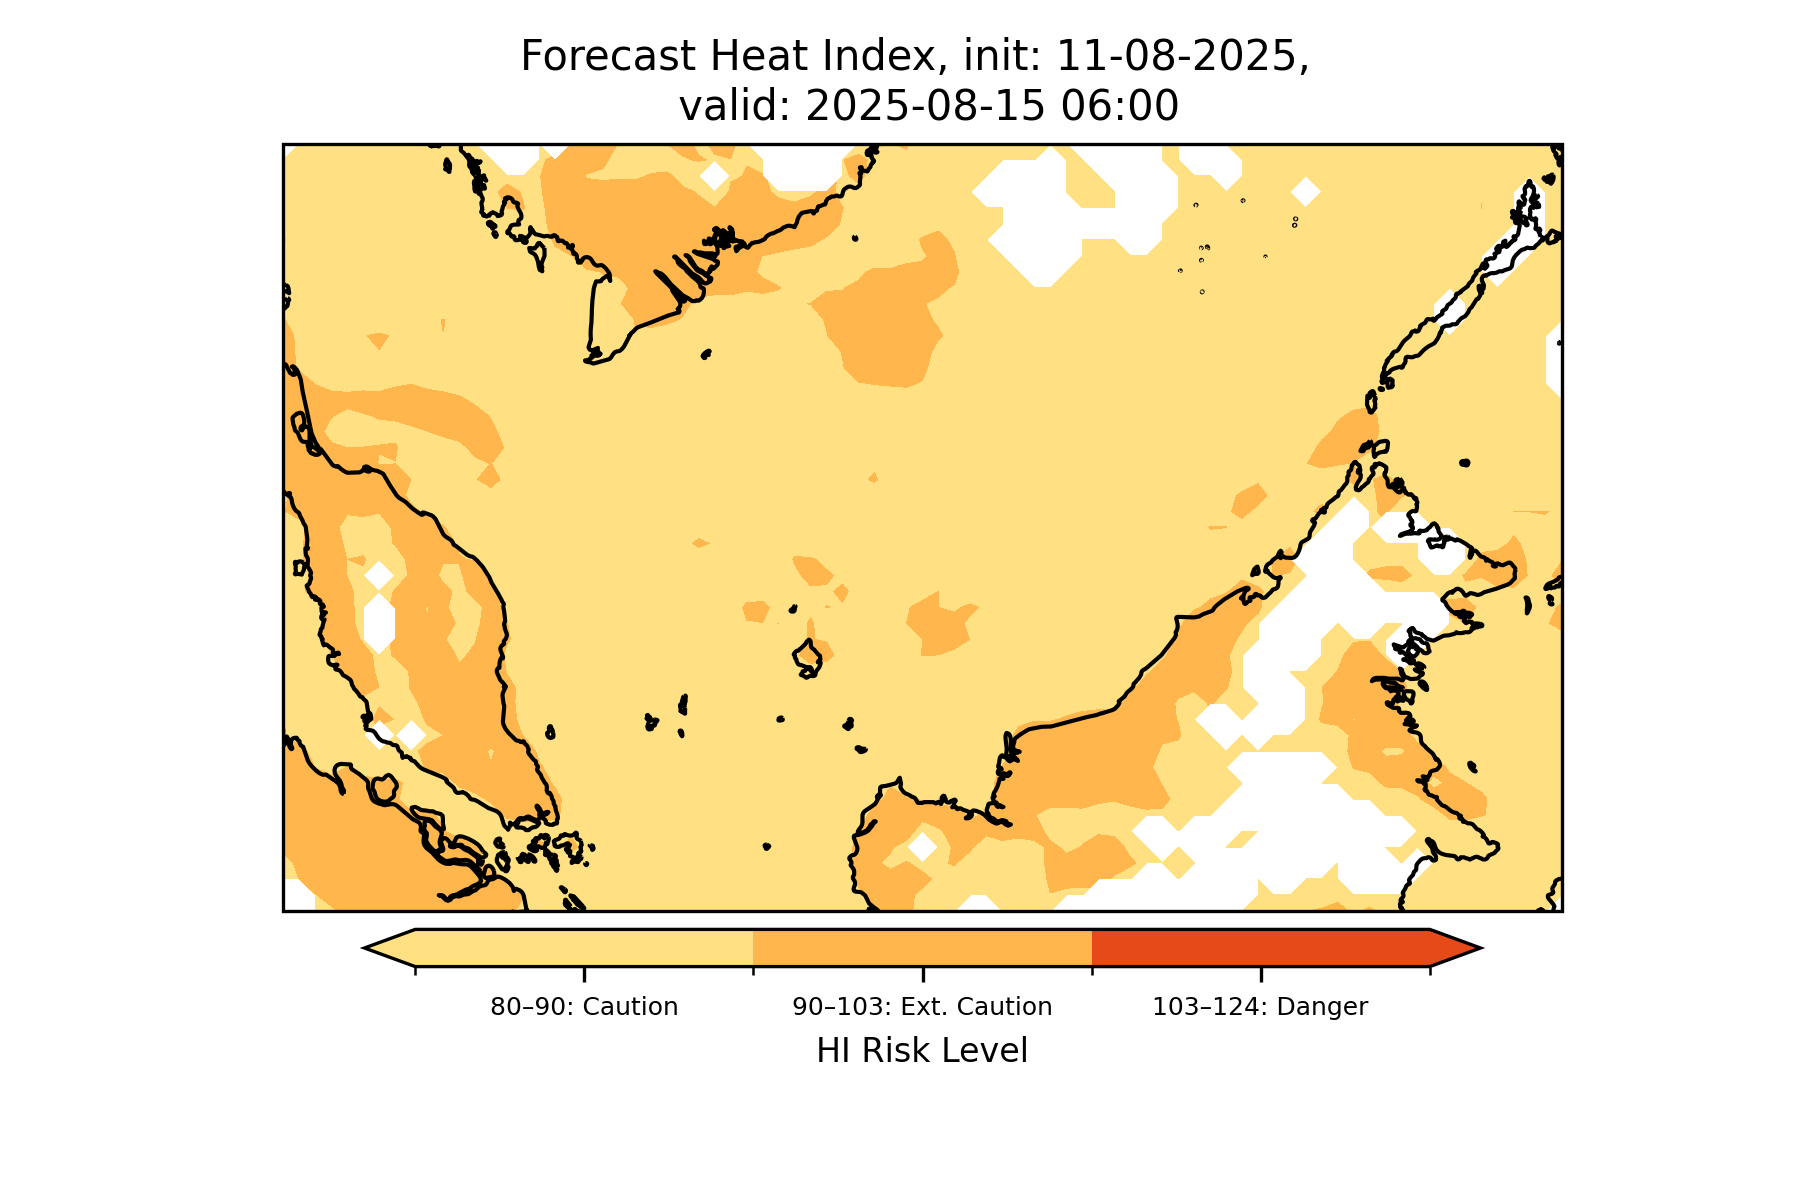 Forecast Heat Index, init: 11-08-2025,
valid: 2025-08-15 06:00
80–90: Caution
90–103: Ext. Caution
103–124: Danger
HI Risk Level